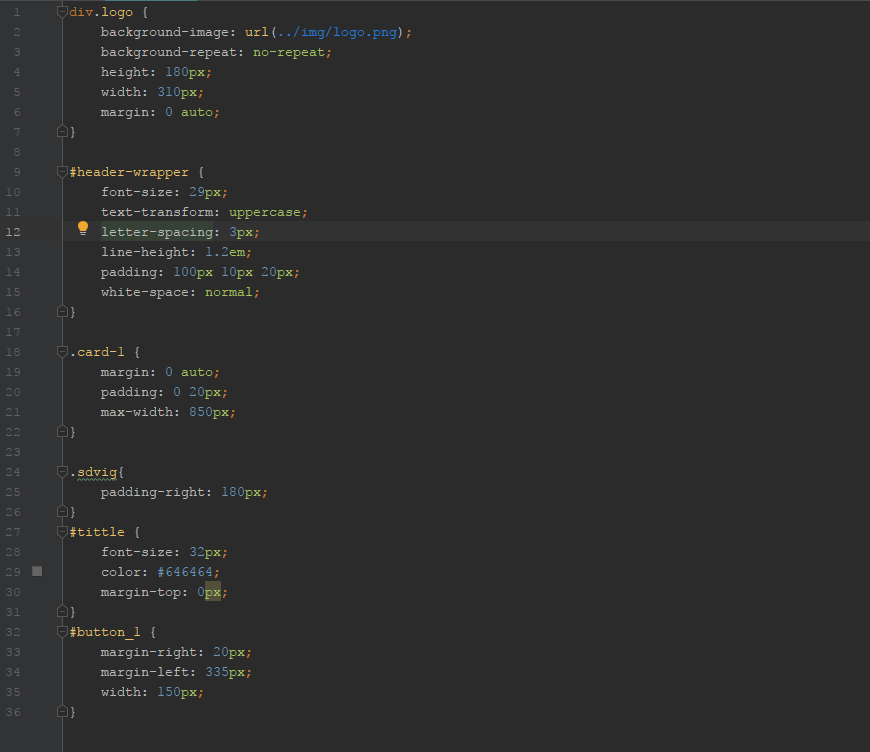 1 div.logo {
2 background-image: url(../img/logo.png);
3 background-repeat: no-repeat;
4 height: 180px;
5 width: 310px;
6 margin: 0 auto;
7 }
8
9 #header-wrapper {
10 font-size: 29px;
11 text-transform: uppercase;
12 letter-spacing: 3px;
13 line-height: 1.2em;
14 padding: 100px 10px 20px;
15 white-space: normal;
16 }
17
18 .card-l {
19 margin: 0 auto;
20 padding: 0 20px;
21 max-width: 850px;
22 }
23
24 .sdvig{
25 padding-right: 180px;
26 }
27 #tittle {
28 font-size: 32px;
29 color: #646464;
30 margin-top: 0px;
31 }
32 #button_l {
33 margin-right: 20px;
34 margin-left: 335px;
35 width: 150px;
36 }